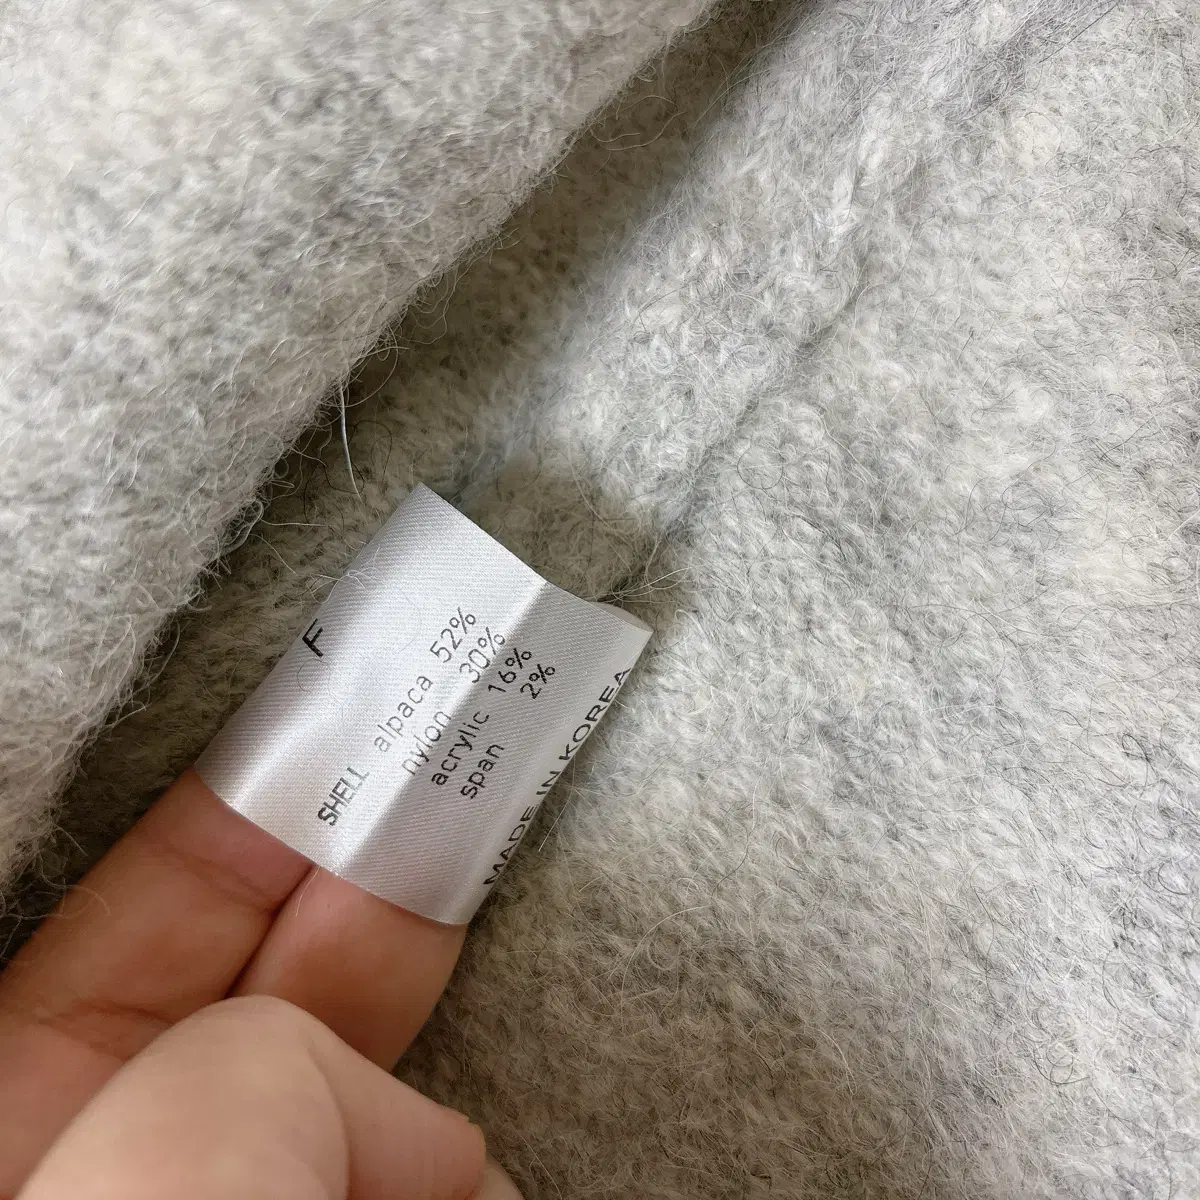 F
SHELL alpaca 52%
nylon 30%
acrylic 16%
span 2%
MADE IN KOREA